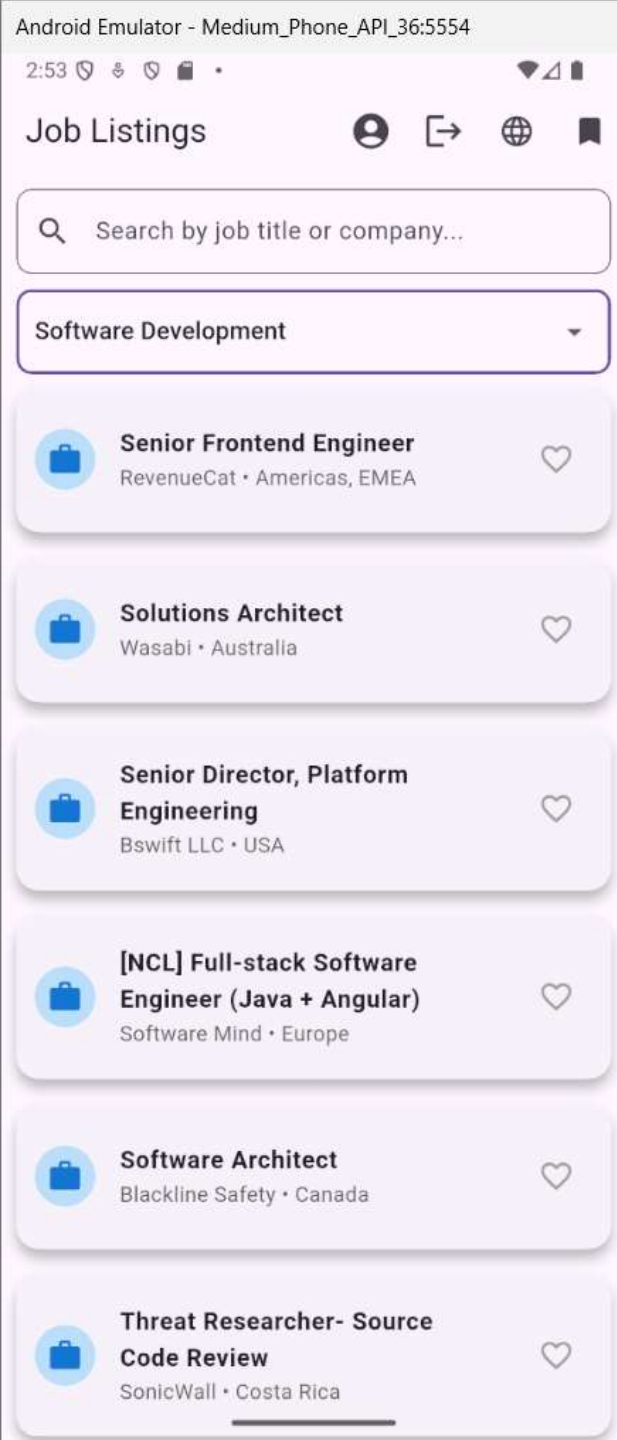 Android Emulator - Medium_Phone_API_36:5554
2:53
Job Listings
Search by job title or company...
Software Development
Senior Frontend Engineer
RevenueCat • Americas, EMEA
Solutions Architect
Wasabi • Australia
Senior Director, Platform
Engineering
Bswift LLC • USA
[NCL] Full-stack Software
Engineer (Java + Angular)
Software Mind • Europe
Software Architect
Blackline Safety • Canada
Threat Researcher- Source
Code Review
SonicWall • Costa Rica